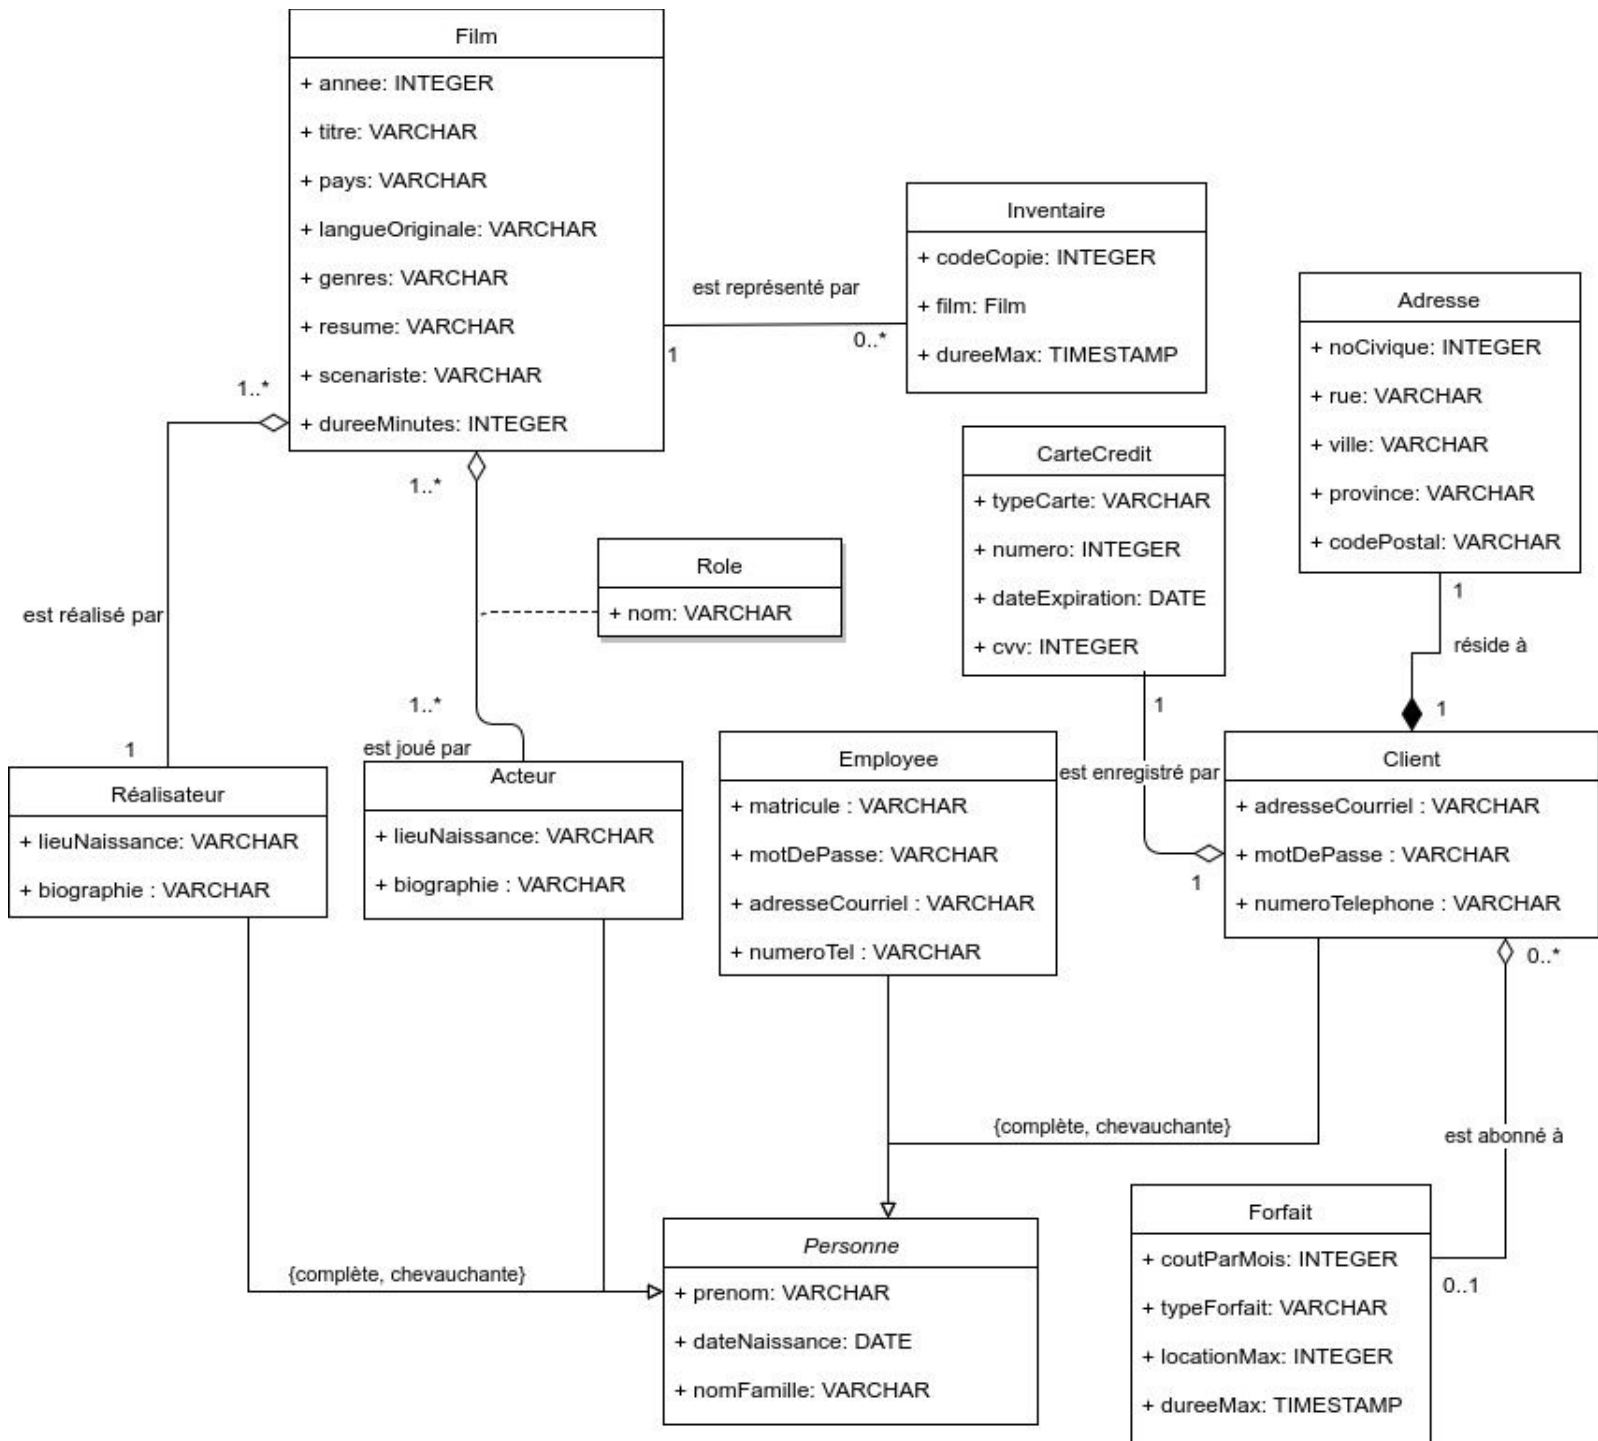 Film
+ annee: INTEGER
+ titre: VARCHAR
+ pays: VARCHAR
+ langueOriginale: VARCHAR
+ genres: VARCHAR
+ resume: VARCHAR
+ scenariste: VARCHAR
+ dureeMinutes: INTEGER
est représenté par
1
0..*
Inventaire
+ codeCopie: INTEGER
+ film: Film
+ dureeMax: TIMESTAMP
Adresse
+ noCivique: INTEGER
+ rue: VARCHAR
+ ville: VARCHAR
+ province: VARCHAR
+ codePostal: VARCHAR
1
réside à
1
CarteCredit
+ typeCarte: VARCHAR
+ numero: INTEGER
+ dateExpiration: DATE
+ cvv: INTEGER
1
est enregistré par
1
1..*
est réalisé par
1
1..*
Role
+ nom: VARCHAR
1..*
est joué par
Réalisateur
+ lieuNaissance: VARCHAR
+ biographie : VARCHAR
Acteur
+ lieuNaissance: VARCHAR
+ biographie : VARCHAR
Employee
+ matricule : VARCHAR
+ motDePasse: VARCHAR
+ adresseCourriel : VARCHAR
+ numeroTel : VARCHAR
Client
+ adresseCourriel : VARCHAR
+ motDePasse : VARCHAR
+ numeroTelephone : VARCHAR
0..*
est abonné à
0..1
{complète, chevauchante}
{complète, chevauchante}
Personne
+ prenom: VARCHAR
+ dateNaissance: DATE
+ nomFamille: VARCHAR
Forfait
+ coutParMois: INTEGER
+ typeForfait: VARCHAR
+ locationMax: INTEGER
+ dureeMax: TIMESTAMP